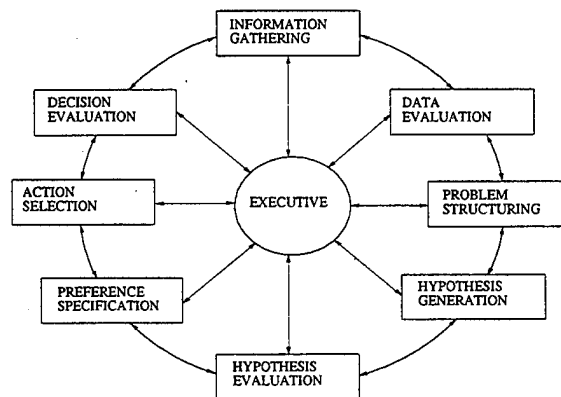 INFORMATION
GATHERING
DECISION
EVALUATION
DATA
EVALUATION
ACTION
SELECTION
EXECUTIVE
PROBLEM
STRUCTURING
PREFERENCE
SPECIFICATION
HYPOTHESIS
GENERATION
HYPOTHESIS
EVALUATION